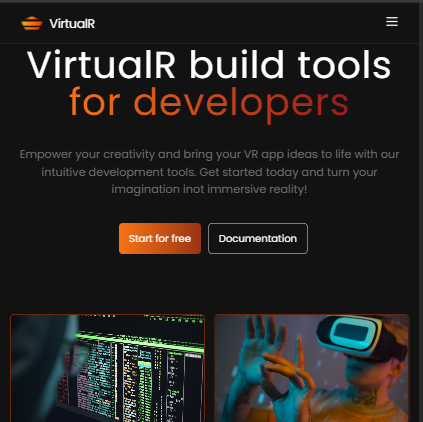 VirtualR
VirtualR build tools
for developers
Empower your creativity and bring your VR app ideas to life with our
intuitive development tools. Get started today and turn your
imagination inot immersive reality!
Start for free
Documentation